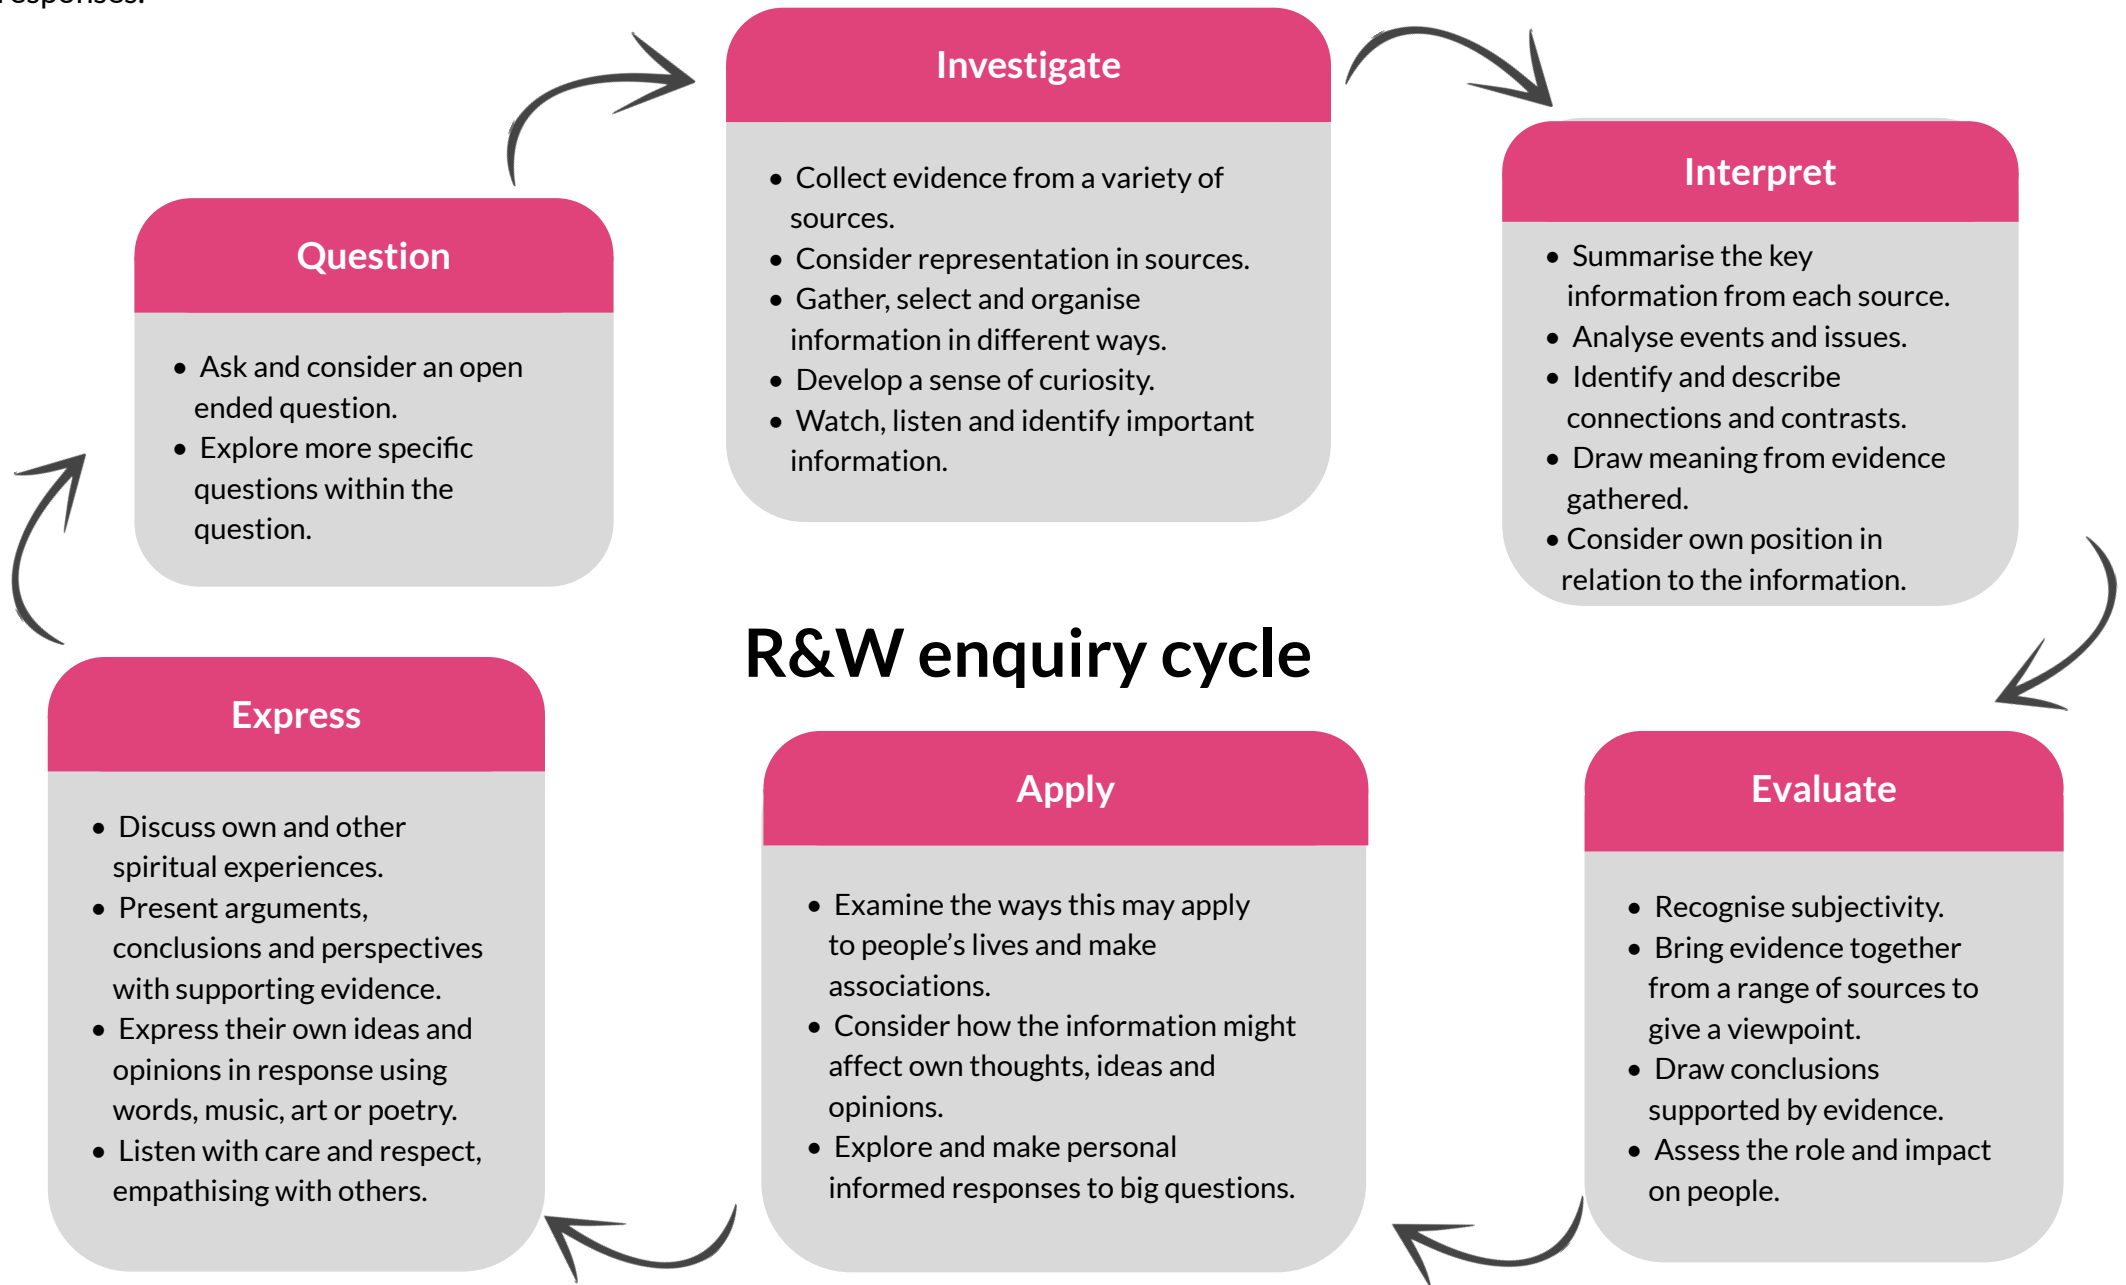 responses.
Investigate
• Collect evidence from a variety of
sources.
• Consider representation in sources.
• Gather, select and organise
information in different ways.
• Develop a sense of curiosity.
• Watch, listen and identify important
information.
Interpret
• Summarise the key
information from each source.
• Analyse events and issues.
• Identify and describe
connections and contrasts.
• Draw meaning from evidence
gathered.
• Consider own position in
relation to the information.
Question
• Ask and consider an open
ended question.
• Explore more specific
questions within the
question.
R&W enquiry cycle
Express
• Discuss own and other
spiritual experiences.
• Present arguments,
conclusions and perspectives
with supporting evidence.
• Express their own ideas and
opinions in response using
words, music, art or poetry.
• Listen with care and respect,
empathising with others.
Apply
• Examine the ways this may apply
to people’s lives and make
associations.
• Consider how the information might
affect own thoughts, ideas and
opinions.
• Explore and make personal
informed responses to big questions.
Evaluate
• Recognise subjectivity.
• Bring evidence together
from a range of sources to
give a viewpoint.
• Draw conclusions
supported by evidence.
• Assess the role and impact
on people.